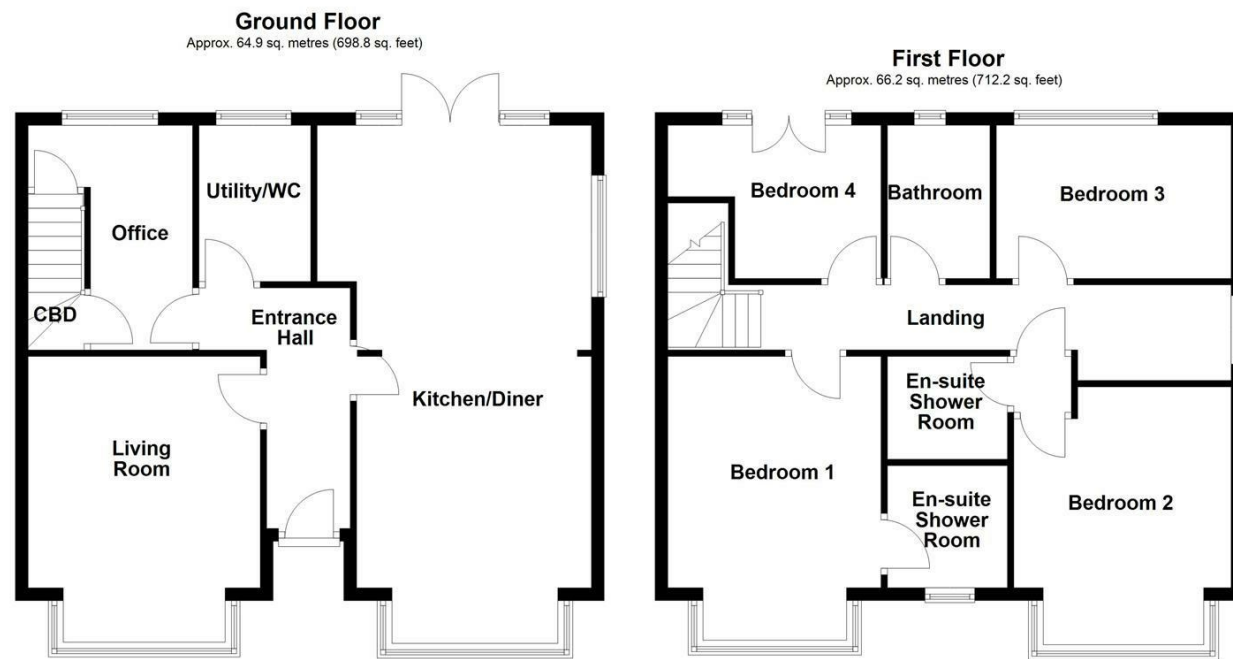 Ground Floor
Approx. 64.9 sq. metres (698.8 sq. feet)
Utility/WC
Office
CBD
Entrance
Hall
Kitchen/Diner
Living
Room
First Floor
Approx. 66.2 sq. metres (712.2 sq. feet)
Bedroom 4
Bathroom
Bedroom 3
Landing
En-suite
Shower
Room
Bedroom 1
En-suite
Shower
Room
Bedroom 2